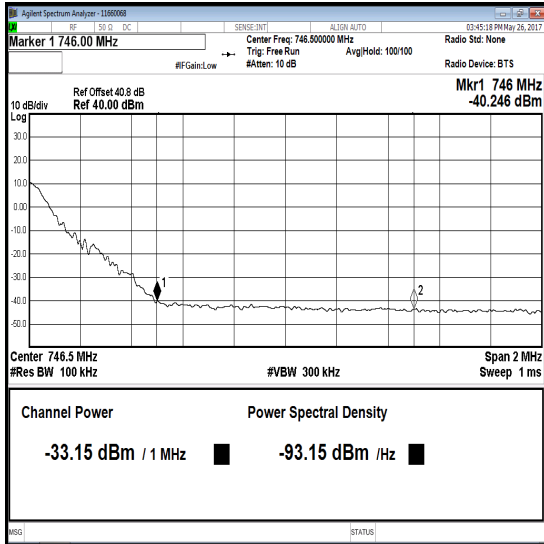 Agilent Spectrum Analyzer - 11660068
RF 50 Ω DC SENSE:INT ALIGN AUTO 03:45:18 PM May 26, 2017
Marker 1 746.00 MHz
Center Freq: 746.500000 MHz
Radio Std: None
Trig: Free Run
Avg|Hold: 100/100
#IFGain:Low
#Atten: 10 dB
Radio Device: BTS
Mkr1 746 MHz
-40.246 dBm
Ref Offset 40.8 dB
10 dB/div Ref 40.00 dBm
Log
30.0
20.0
10.0
0.00
-10.0
-20.0
-30.0
1
2
-40.0
-50.0
Center 746.5 MHz Span 2 MHz
#Res BW 100 kHz #VBW 300 kHz Sweep 1 ms
Channel Power Power Spectral Density
-33.15 dBm / 1 MHz -93.15 dBm /Hz
MSG STATUS